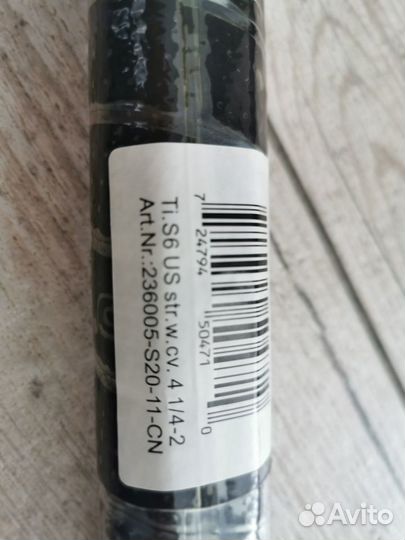 Ti.S6 US str.w.cv. 4 1/4-2
Art.Nr.:236005-S20-11-CN
7 24794 50471 0
Avito